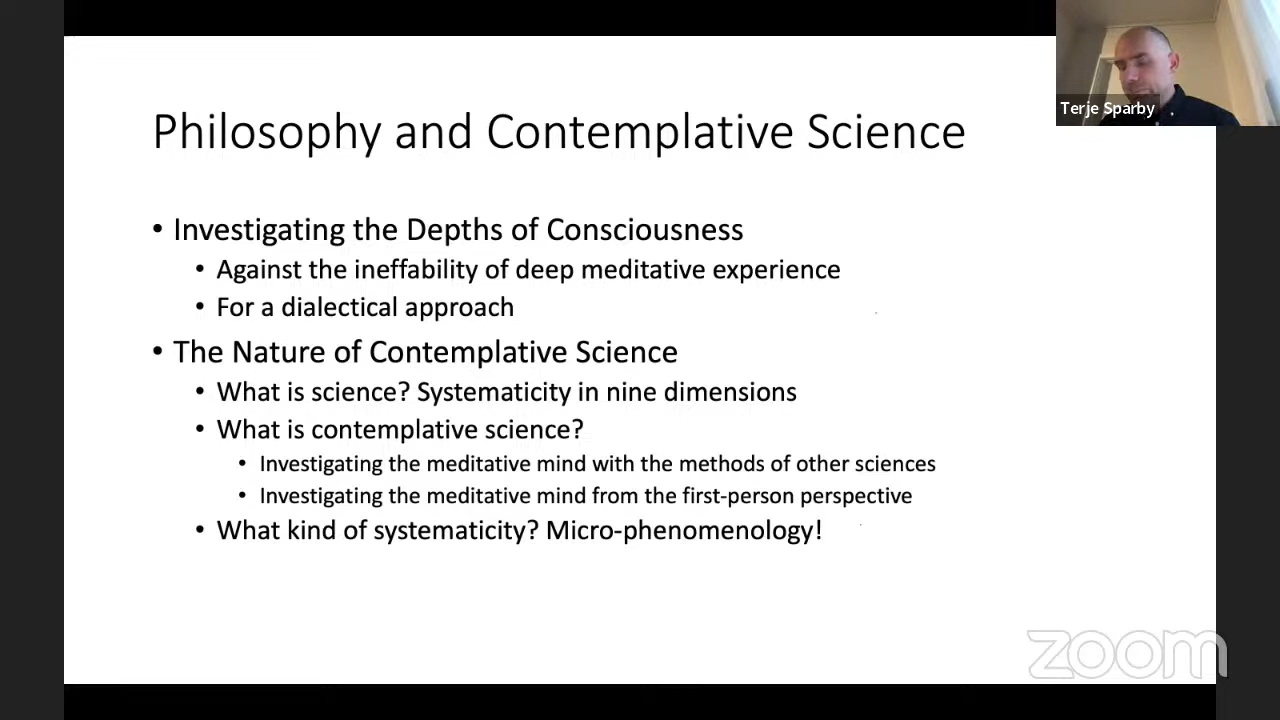 Terje Sparby
Philosophy and Contemplative Science
• Investigating the Depths of Consciousness
• Against the ineffability of deep meditative experience
• For a dialectical approach
• The Nature of Contemplative Science
• What is science? Systematicity in nine dimensions
• What is contemplative science?
• Investigating the meditative mind with the methods of other sciences
• Investigating the meditative mind from the first-person perspective
• What kind of systematicity? Micro-phenomenology!
zoom